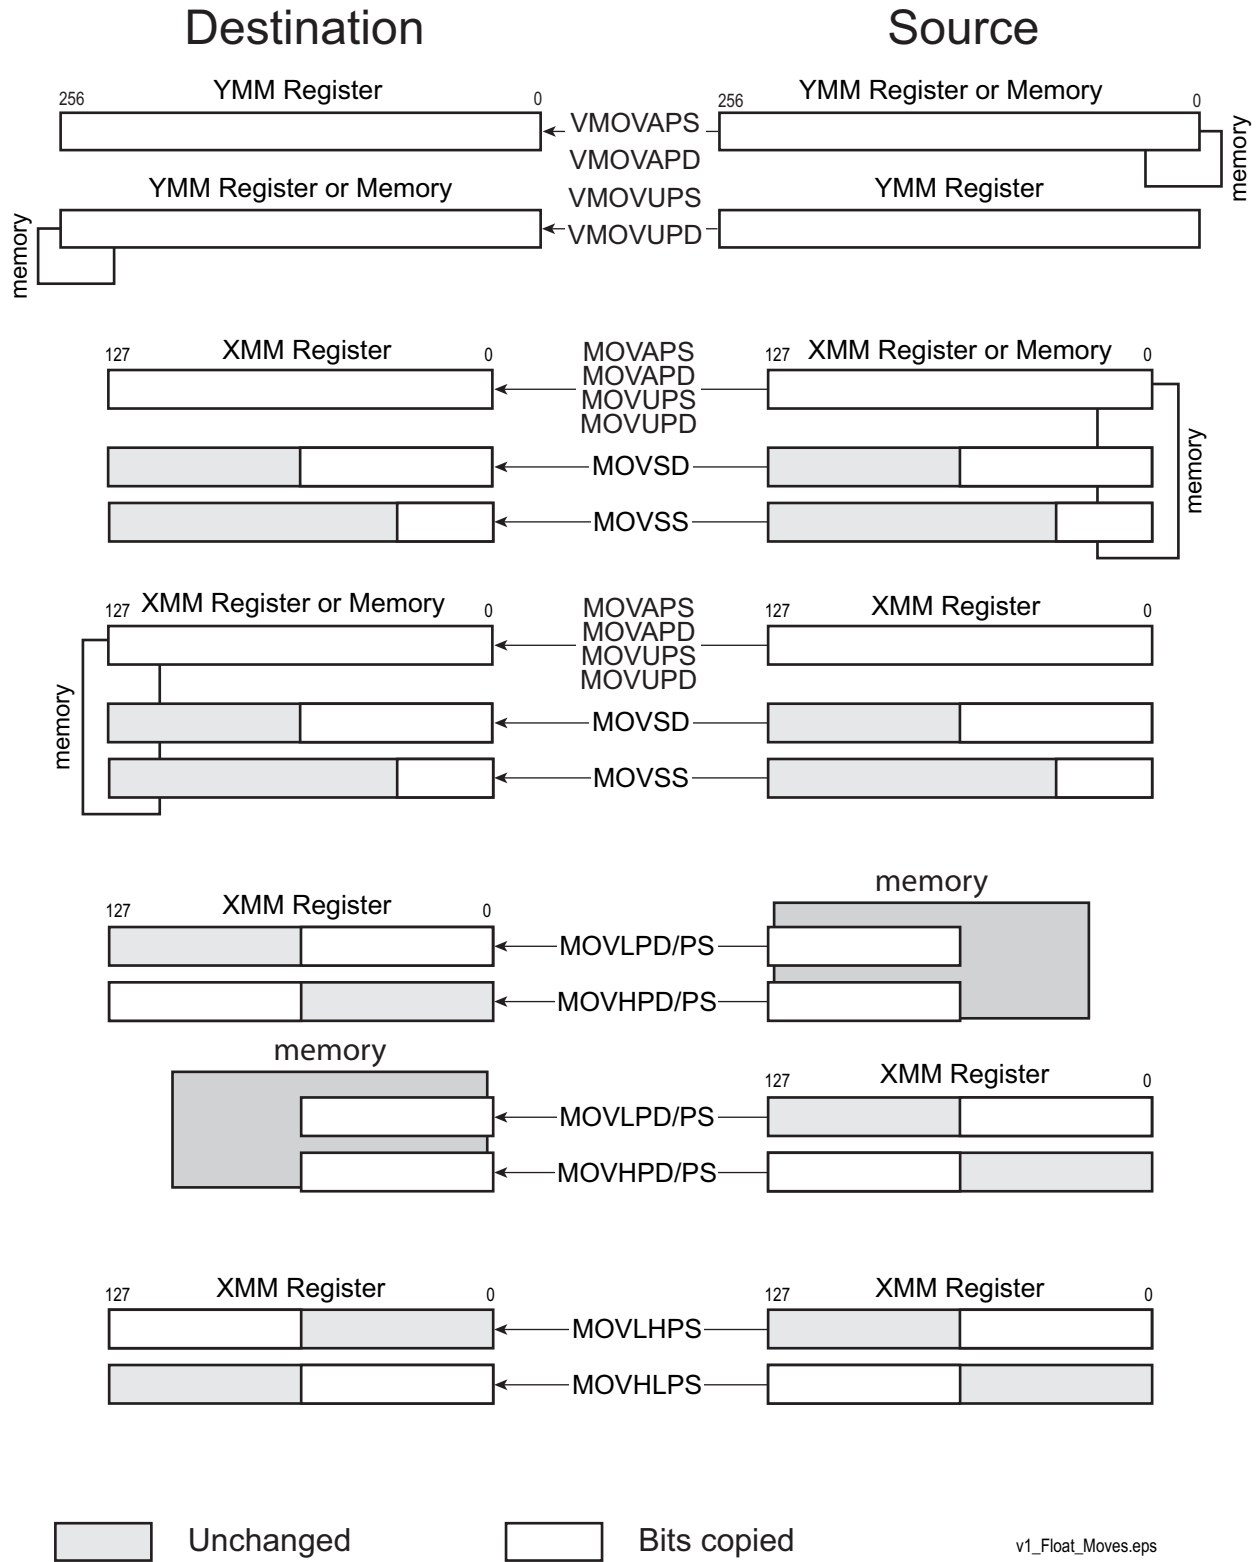 Destination Source
YMM Register YMM Register or Memory
256 0 256 0
VMOVAPS
memory
VMOVAPD
YMM Register or Memory VMOVUPS YMM Register
memory
VMOVUPD
127 XMM Register 0 MOVAPS 127 XMM Register or Memory 0
MOVAPD
MOVUPS
MOVUPD
MOVSD
memory
MOVSS
127 XMM Register or Memory 0 MOVAPS 127 XMM Register 0
MOVAPD
MOVUPS
MOVUPD
memory
MOVSD
MOVSS
memory
127 XMM Register 0
MOVLPD/PS
MOVHPD/PS
memory
127 XMM Register 0
MOVLPD/PS
MOVHPD/PS
127 XMM Register 0 127 XMM Register 0
MOVLHPS
MOVHLPS
Unchanged Bits copied v1_Float_Moves.eps